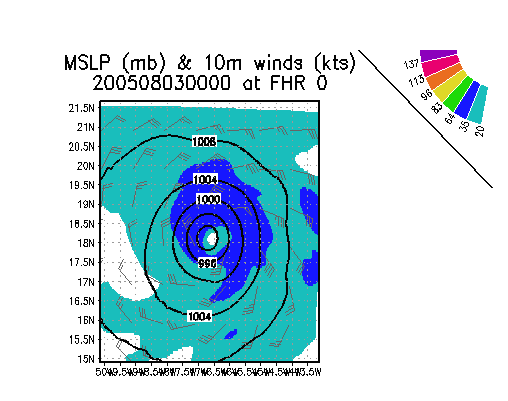 MSLP (mb) & 10m winds (kts)
200508030000 at FHR 0
137
113
96
83
64
35
20
21.5N
21N
20.5N
20N
19.5N
19N
18.5N
18N
17.5N
17N
16.5N
16N
15.5N
15N
1008
1004
1000
996
1004